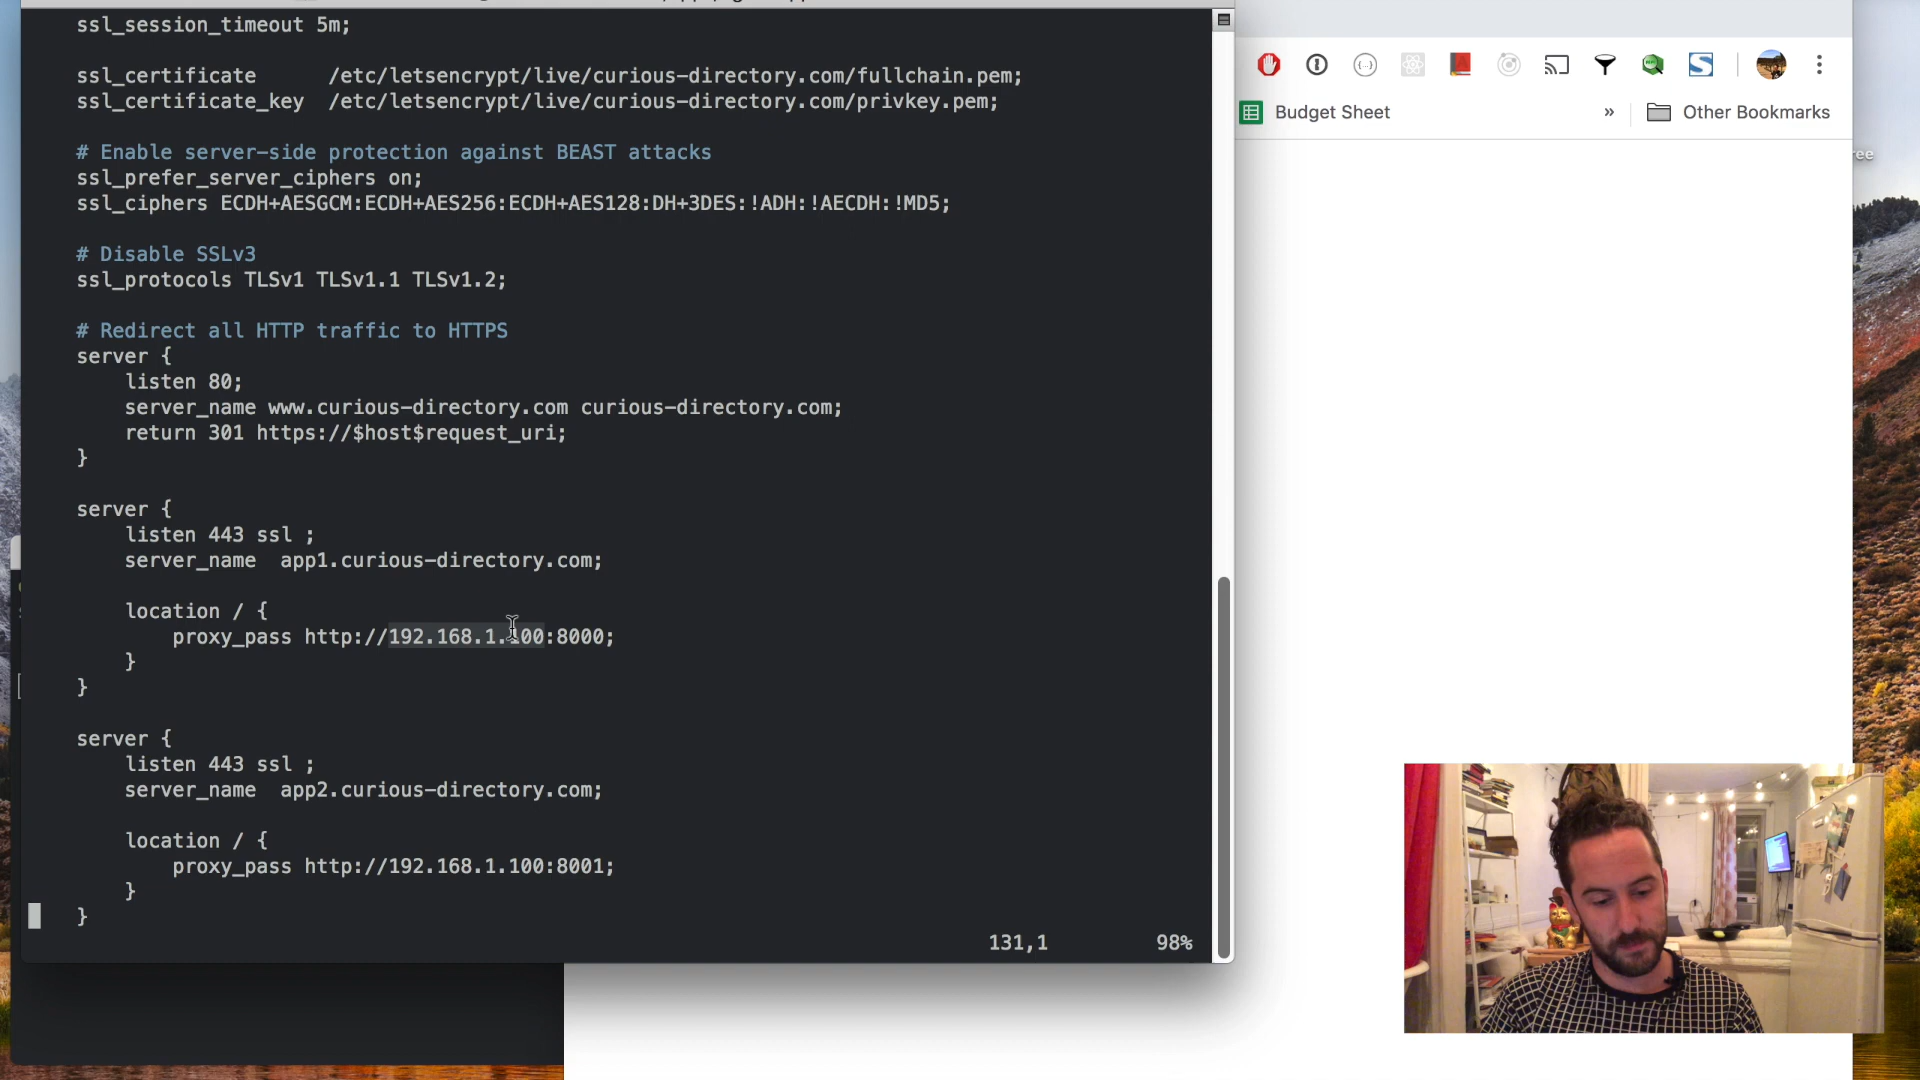 ssl_session_timeout 5m;
ssl_certificate /etc/letsencrypt/live/curious-directory.com/fullchain.pem;
ssl_certificate_key /etc/letsencrypt/live/curious-directory.com/privkey.pem;
# Enable server-side protection against BEAST attacks
ssl_prefer_server_ciphers on;
ssl_ciphers ECDH+AESGCM:ECDH+AES256:ECDH+AES128:DH+3DES:!ADH:!AECDH:!MD5;
# Disable SSLv3
ssl_protocols TLSv1 TLSv1.1 TLSv1.2;
# Redirect all HTTP traffic to HTTPS
server {
listen 80;
server_name www.curious-directory.com curious-directory.com;
return 301 https://$host$request_uri;
}
server {
listen 443 ssl ;
server_name app1.curious-directory.com;
location / {
proxy_pass http://192.168.1.100:8000;
}
}
server {
listen 443 ssl ;
server_name app2.curious-directory.com;
location / {
proxy_pass http://192.168.1.100:8001;
}
}
131,1 98%
Budget Sheet
» Other Bookmarks
ree